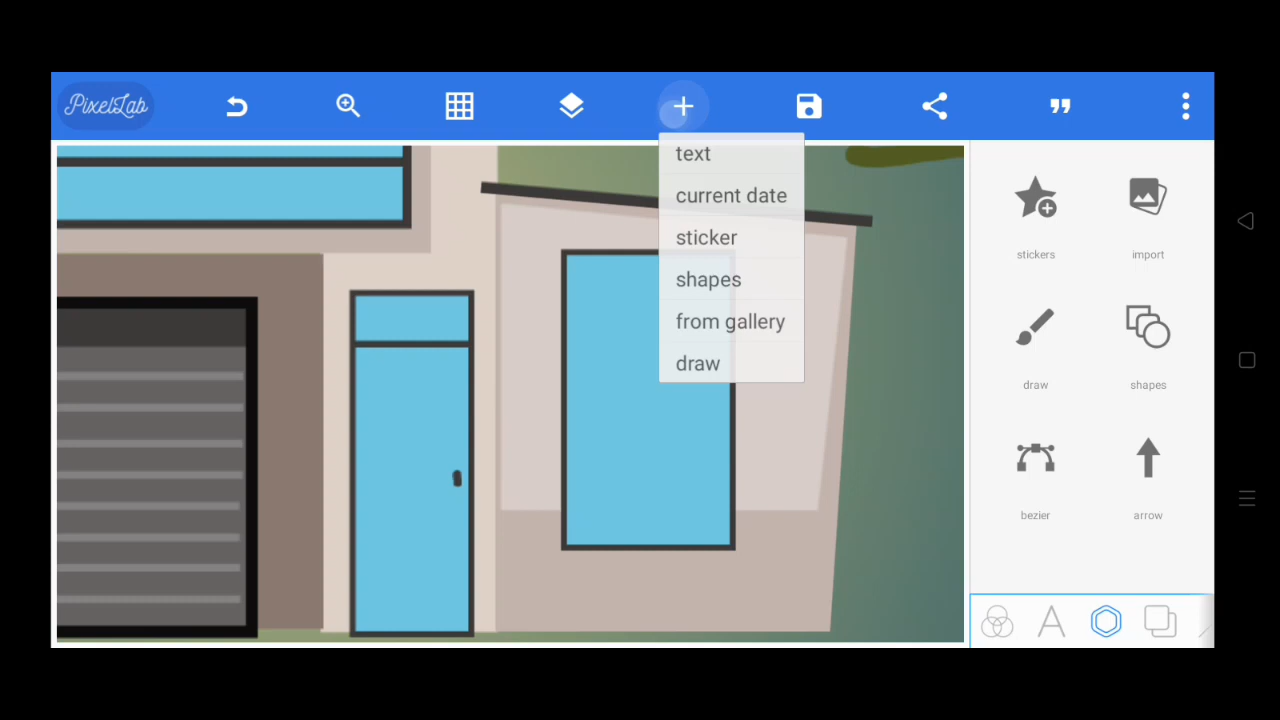 PixelLab
text
current date
sticker
shapes
from gallery
draw
stickers
import
draw
shapes
bezier
arrow